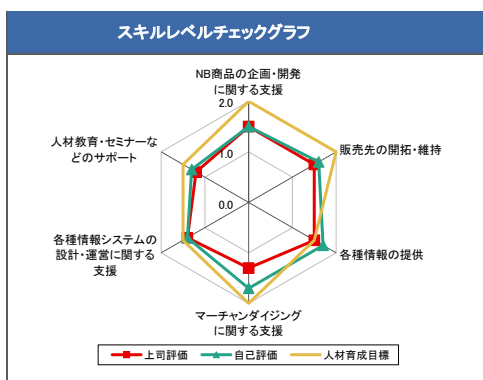 スキルレベルチェックグラフ
NB商品の企画・開発
に関する支援
2.0
人材教育・セミナーな
どのサポート
販売先の開拓・維持
1.0
0.0
各種情報システムの
設計・運営に関する
支援
各種情報の提供
マーチャンダイジング
に関する支援
上司評価 自己評価 人材育成目標